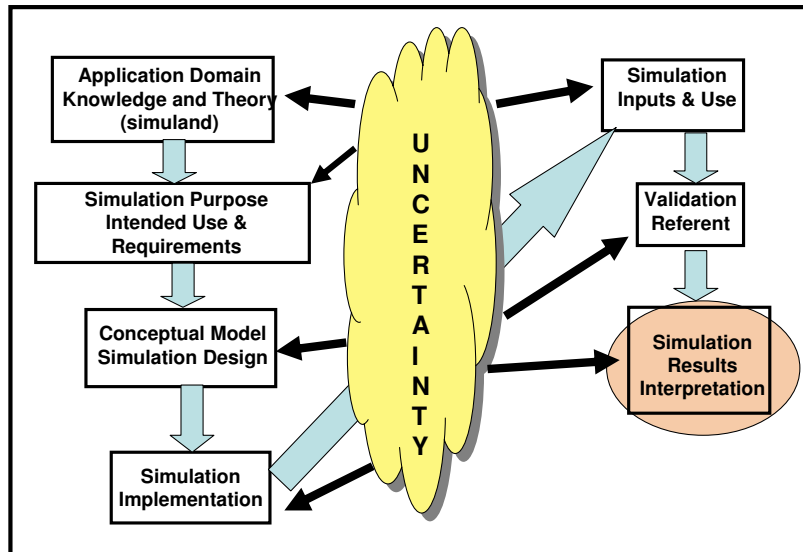 Application Domain
Knowledge and Theory
(simuland)
Simulation Purpose
Intended Use &
Requirements
Conceptual Model
Simulation Design
Simulation
Implementation
UNCERTAINTY
Simulation
Inputs & Use
Validation
Referent
Simulation
Results
Interpretation